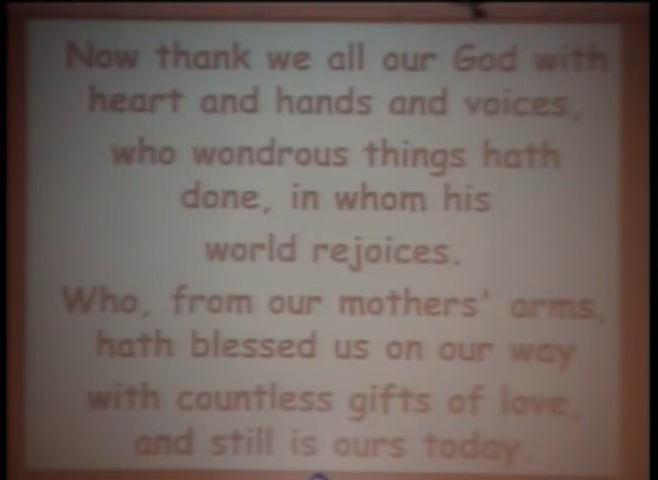 Now thank we all our God with
heart and hands and voices,
who wondrous things hath
done, in whom his
world rejoices.
Who, from our mothers' arms,
hath blessed us on our way
with countless gifts of love,
and still is ours today.